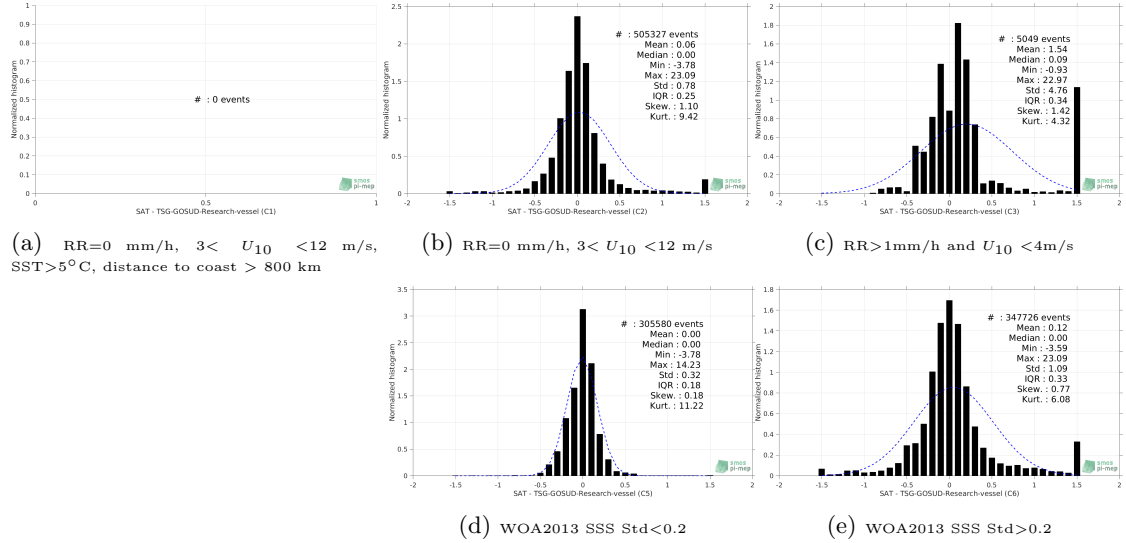 1
0.9
0.8
0.7
0.6
0.5
0.4
0.3
0.2
0.1
0
Normalized histogram
# : 0 events
0 0.5 1
SAT - TSG-GOSUD-Research-vessel (C1)
smos
pi-mep
(a) RR=0 mm/h, 3< U10 <12 m/s,
SST>5°C, distance to coast > 800 km
2.5
2
1.5
1
0.5
0
Normalized histogram
# : 505327 events
Mean : 0.06
Median : 0.00
Min : -3.78
Max : 23.09
Std : 0.78
IQR : 0.25
Skew. : 1.10
Kurt. : 9.42
-2 -1.5 -1 -0.5 0 0.5 1 1.5 2
SAT - TSG-GOSUD-Research-vessel (C2)
smos
pi-mep
(b) RR=0 mm/h, 3< U10 <12 m/s
2
1.8
1.6
1.4
1.2
1
0.8
0.6
0.4
0.2
0
Normalized histogram
# : 5049 events
Mean : 1.54
Median : 0.09
Min : -0.93
Max : 22.97
Std : 4.76
IQR : 0.34
Skew. : 1.42
Kurt. : 4.32
-2 -1.5 -1 -0.5 0 0.5 1 1.5 2
SAT - TSG-GOSUD-Research-vessel (C3)
smos
pi-mep
(c) RR>1mm/h and U10 <4m/s
3.5
3
2.5
2
1.5
1
0.5
0
Normalized histogram
# : 305580 events
Mean : 0.00
Median : 0.00
Min : -3.78
Max : 14.23
Std : 0.32
IQR : 0.18
Skew. : 0.18
Kurt. : 11.22
-2 -1.5 -1 -0.5 0 0.5 1 1.5 2
SAT - TSG-GOSUD-Research-vessel (C5)
smos
pi-mep
(d) WOA2013 SSS Std<0.2
1.8
1.6
1.4
1.2
1
0.8
0.6
0.4
0.2
0
Normalized histogram
# : 347726 events
Mean : 0.12
Median : 0.00
Min : -3.59
Max : 23.09
Std : 1.09
IQR : 0.33
Skew. : 0.77
Kurt. : 6.08
-2 -1.5 -1 -0.5 0 0.5 1 1.5 2
SAT - TSG-GOSUD-Research-vessel (C6)
smos
pi-mep
(e) WOA2013 SSS Std>0.2